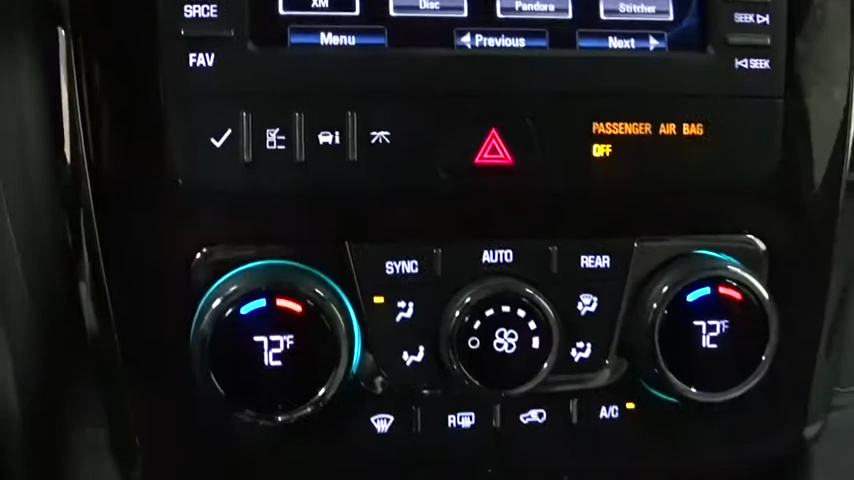 SRCE
XM
Disc
Pandora
Stitcher
SEEK
Menu
Previous
Next
FAV
SEEK
PASSENGER AIR BAG
OFF
SYNC
AUTO
REAR
72°F
72°F
R
A/C